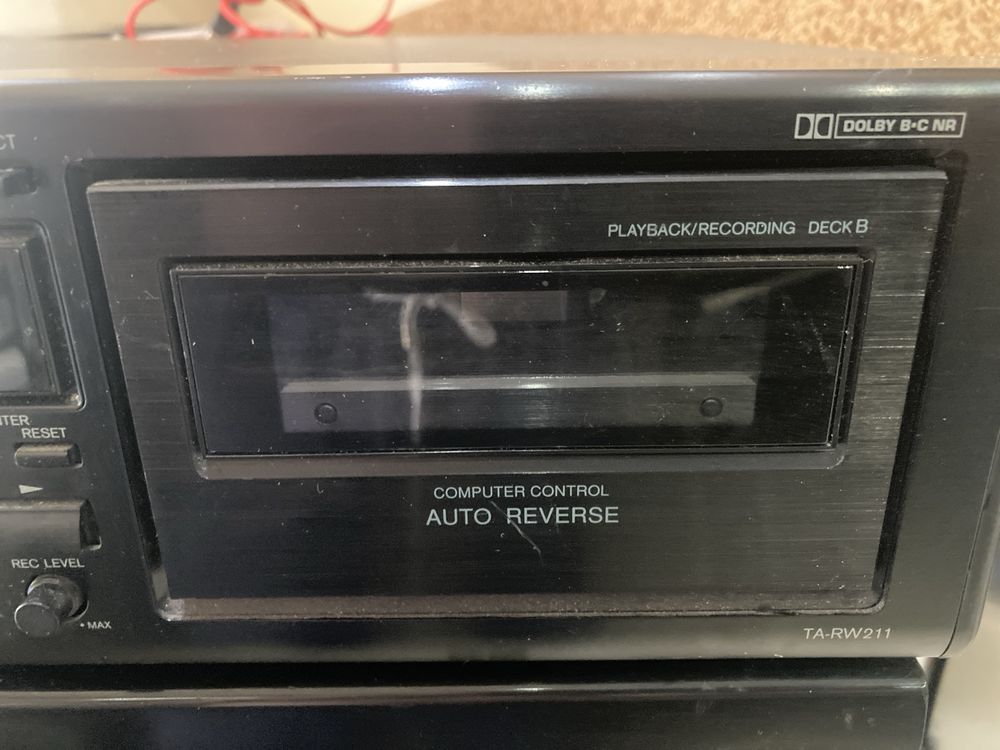 DOLBY B·C NR
PLAYBACK/RECORDING DECK B
RESET
COMPUTER CONTROL
AUTO REVERSE
REC LEVEL
• MAX
TA-RW211